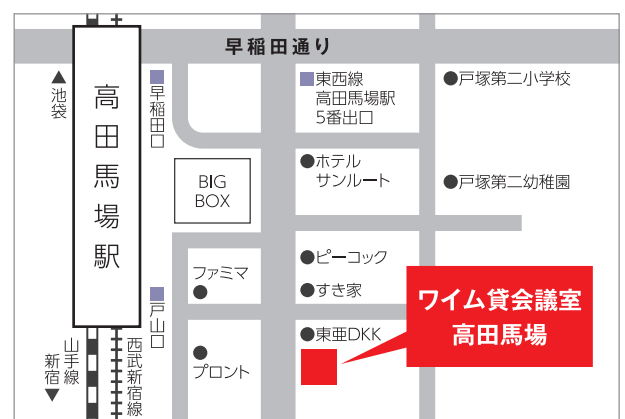 早稲田通り
▲池袋
高田馬場駅
早稲田口
■東西線
高田馬場駅
5番出口
●戸塚第二小学校
BIG
BOX
●ホテル
サンルート
●戸塚第二幼稚園
戸山口
ファミマ
●ピーコック
●すき家
ワイム貸会議室
高田馬場
●東亜DKK
プロント
新宿▼
山手線
西武新宿線